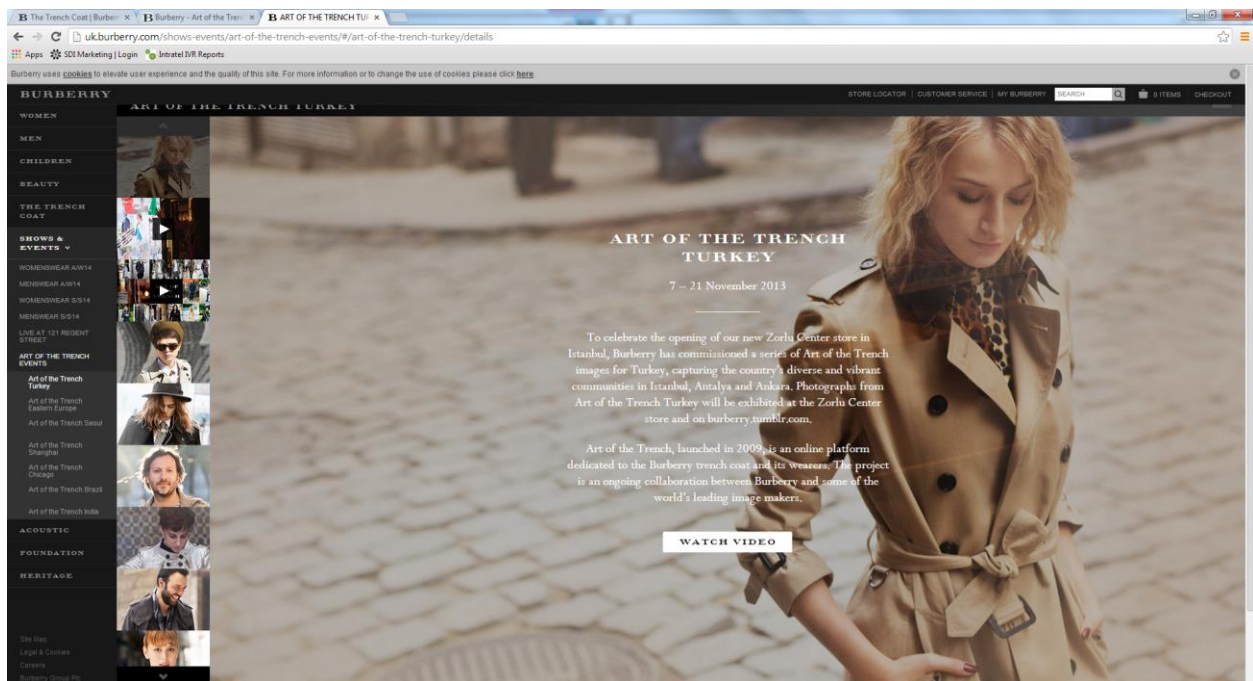 The Trench Coat | Burber
Burberry - Art of the Tren
ART OF THE TRENCH TUR
uk.burberry.com/shows-events/art-of-the-trench-events/#/art-of-the-trench-turkey/details
Apps SDI Marketing | Login Intratel IVR Reports
Burberry uses cookies to elevate user experience and the quality of this site. For more information or to change the use of cookies please click here.
BURBERRY
STORE LOCATOR | CUSTOMER SERVICE | MY BURBERRY SEARCH 0 ITEMS CHECKOUT
ART OF THE TRENCH TURKEY
WOMEN
MEN
CHILDREN
BEAUTY
THE TRENCH
COAT
SHOWS &
EVENTS
WOMENSWEAR A/W14
MENSWEAR A/W14
WOMENSWEAR S/S14
MENSWEAR S/S14
LIVE AT 121 REGENT
STREET
ART OF THE TRENCH
EVENTS
Art of the Trench
Turkey
Art of the Trench
Eastern Europe
Art of the Trench Seoul
Art of the Trench
Shanghai
Art of the Trench
Chicago
Art of the Trench Brazil
Art of the Trench India
ACOUSTIC
FOUNDATION
HERITAGE
Site Map
Legal & Cookies
Careers
Burberry Group Plc
ART OF THE TRENCH
TURKEY
7 – 21 November 2013
To celebrate the opening of our new Zorlu Center store in
Istanbul, Burberry has commissioned a series of Art of the Trench
images for Turkey, capturing the country's diverse and vibrant
communities in Istanbul, Antalya and Ankara. Photographs from
Art of the Trench Turkey will be exhibited at the Zorlu Center
store and on burberry.tumblr.com.
Art of the Trench, launched in 2009, is an online platform
dedicated to the Burberry trench coat and its wearers. The project
is an ongoing collaboration between Burberry and some of the
world's leading image makers.
WATCH VIDEO